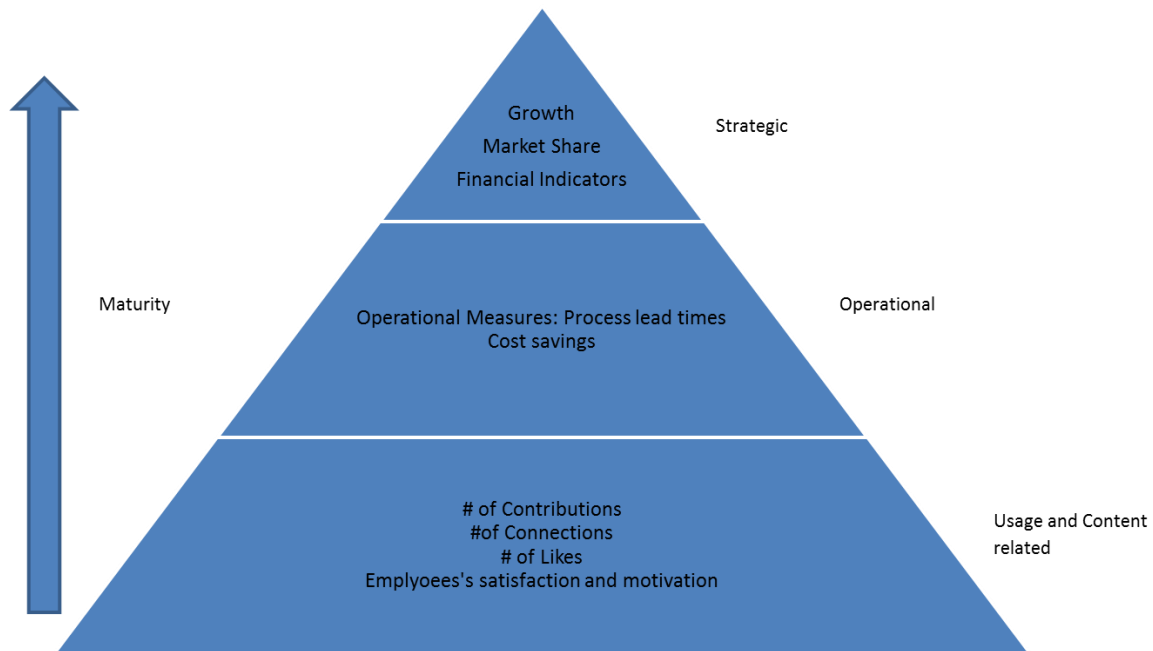 Growth
Market Share
Financial Indicators
Strategic
Maturity
Operational Measures: Process lead times
Cost savings
Operational
# of Contributions
#of Connections
# of Likes
Emplyoees's satisfaction and motivation
Usage and Content
related